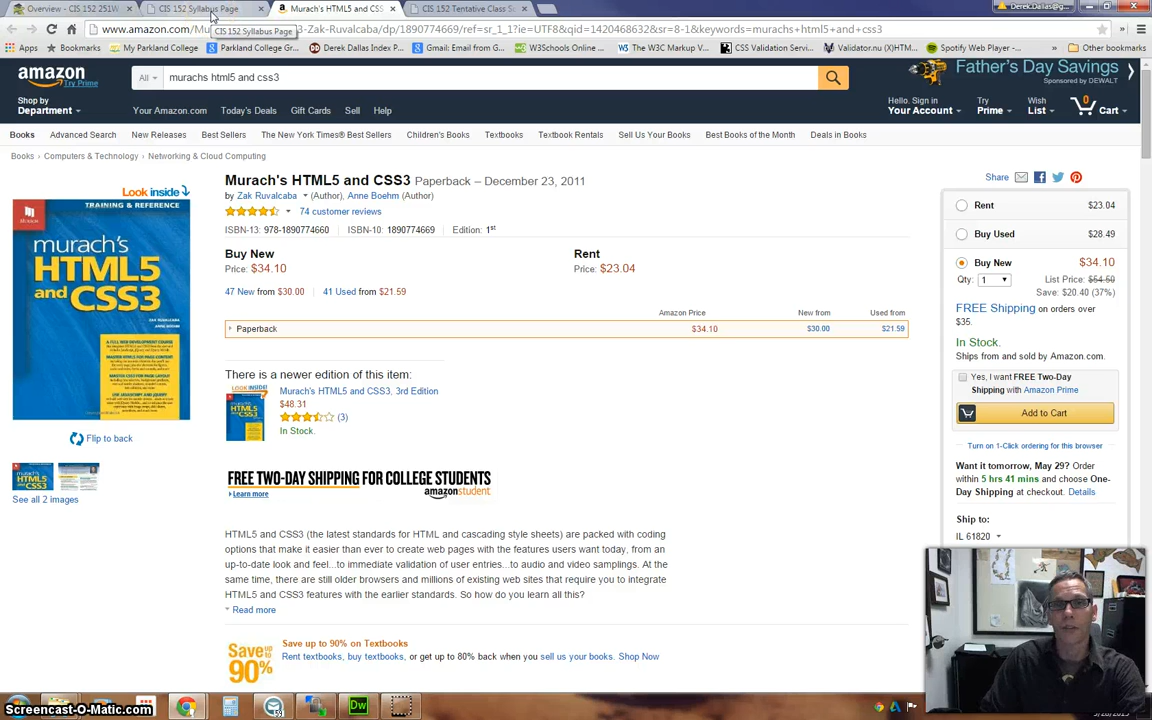 Overview - CIS 152 251W
CIS 152 Syllabus Page
Murach's HTML5 and CSS
CIS 152 Tentative Class S
Derek.Dallas@g...
www.amazon.com/Mu
CIS 152 Syllabus Page
-Zak-Ruvalcaba/dp/1890774669/ref=sr_1_1?ie=UTF8&qid=1420468632&sr=8-1&keywords=murachs+html5+and+css3
Apps Bookmarks My Parkland College Parkland College Gr... Derek Dallas Index P... Gmail: Email from G... W3Schools Online... The W3C Markup V... CSS Validation Servi... Validator.nu (X)HTM... Spotify Web Player -... » Other bookmarks
amazon
Try Prime
All murachs html5 and css3
Father's Day Savings
Sponsored by DEWALT
Shop by
Department
Your Amazon.com Today's Deals Gift Cards Sell Help
Hello. Sign in
Your Account
Try
Prime
Wish
List
0
Cart
Books Advanced Search New Releases Best Sellers The New York Times® Best Sellers Children's Books Textbooks Textbook Rentals Sell Us Your Books Best Books of the Month Deals in Books
Books › Computers & Technology › Networking & Cloud Computing
Look inside
TRAINING & REFERENCE
murach's
HTML5
and CSS3
Flip to back
See all 2 images
Murach's HTML5 and CSS3 Paperback – December 23, 2011
by Zak Ruvalcaba (Author), Anne Boehm (Author)
74 customer reviews
ISBN-13: 978-1890774660 ISBN-10: 1890774669 Edition: 1st
Buy New
Price: $34.10
Rent
Price: $23.04
47 New from $30.00 41 Used from $21.59
Amazon Price New from Used from
Paperback $34.10 $30.00 $21.59
There is a newer edition of this item:
LOOK INSIDE!
Murach's HTML5 and CSS3, 3rd Edition
$48.31
(3)
In Stock.
FREE TWO-DAY SHIPPING FOR COLLEGE STUDENTS
Learn more
amazonstudent
HTML5 and CSS3 (the latest standards for HTML and cascading style sheets) are packed with coding
options that make it easier than ever to create web pages with the features users want today, from an
up-to-date look and feel...to immediate validation of user entries...to audio and video samplings. At the
same time, there are still older browsers and millions of existing web sites that require you to integrate
HTML5 and CSS3 features with the earlier standards. So how do you learn all this?
Read more
Save up to
90%
Save up to 90% on Textbooks
Rent textbooks, buy textbooks, or get up to 80% back when you sell us your books. Shop Now
Share
Rent $23.04
Buy Used $28.49
Buy New $34.10
Qty: 1 List Price: $54.50
Save: $20.40 (37%)
FREE Shipping on orders over
$35.
In Stock.
Ships from and sold by Amazon.com.
Yes, I want FREE Two-Day
Shipping with Amazon Prime
Add to Cart
Turn on 1-Click ordering for this browser
Want it tomorrow, May 29? Order
within 5 hrs 41 mins and choose One-
Day Shipping at checkout. Details
Ship to:
IL 61820
Dw
Screencast-O-Matic.com